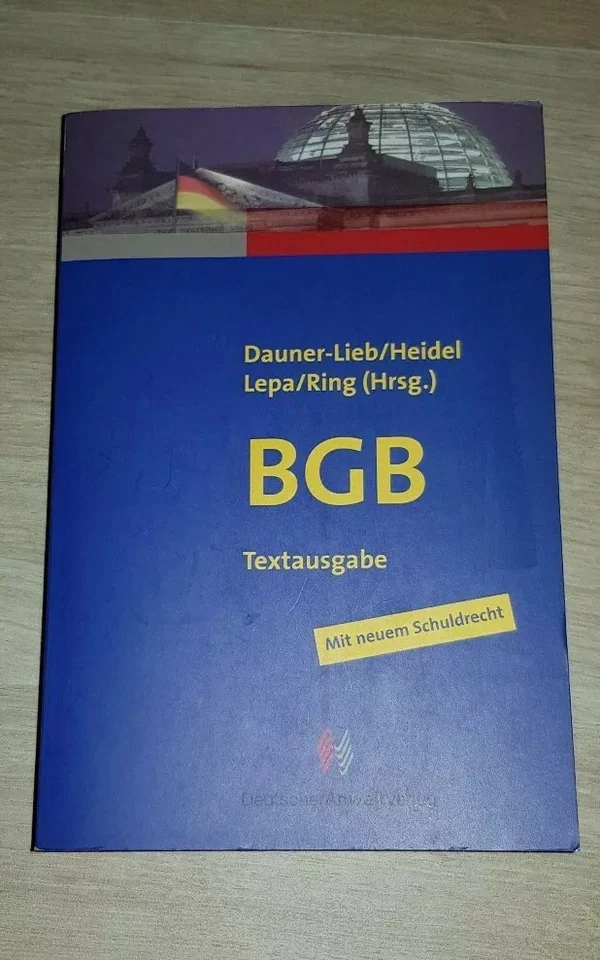 Dauner-Lieb/Heidel
Lepa/Ring (Hrsg.)
BGB
Textausgabe
Mit neuem Schuldrecht
DeutscherAnwaltverlag